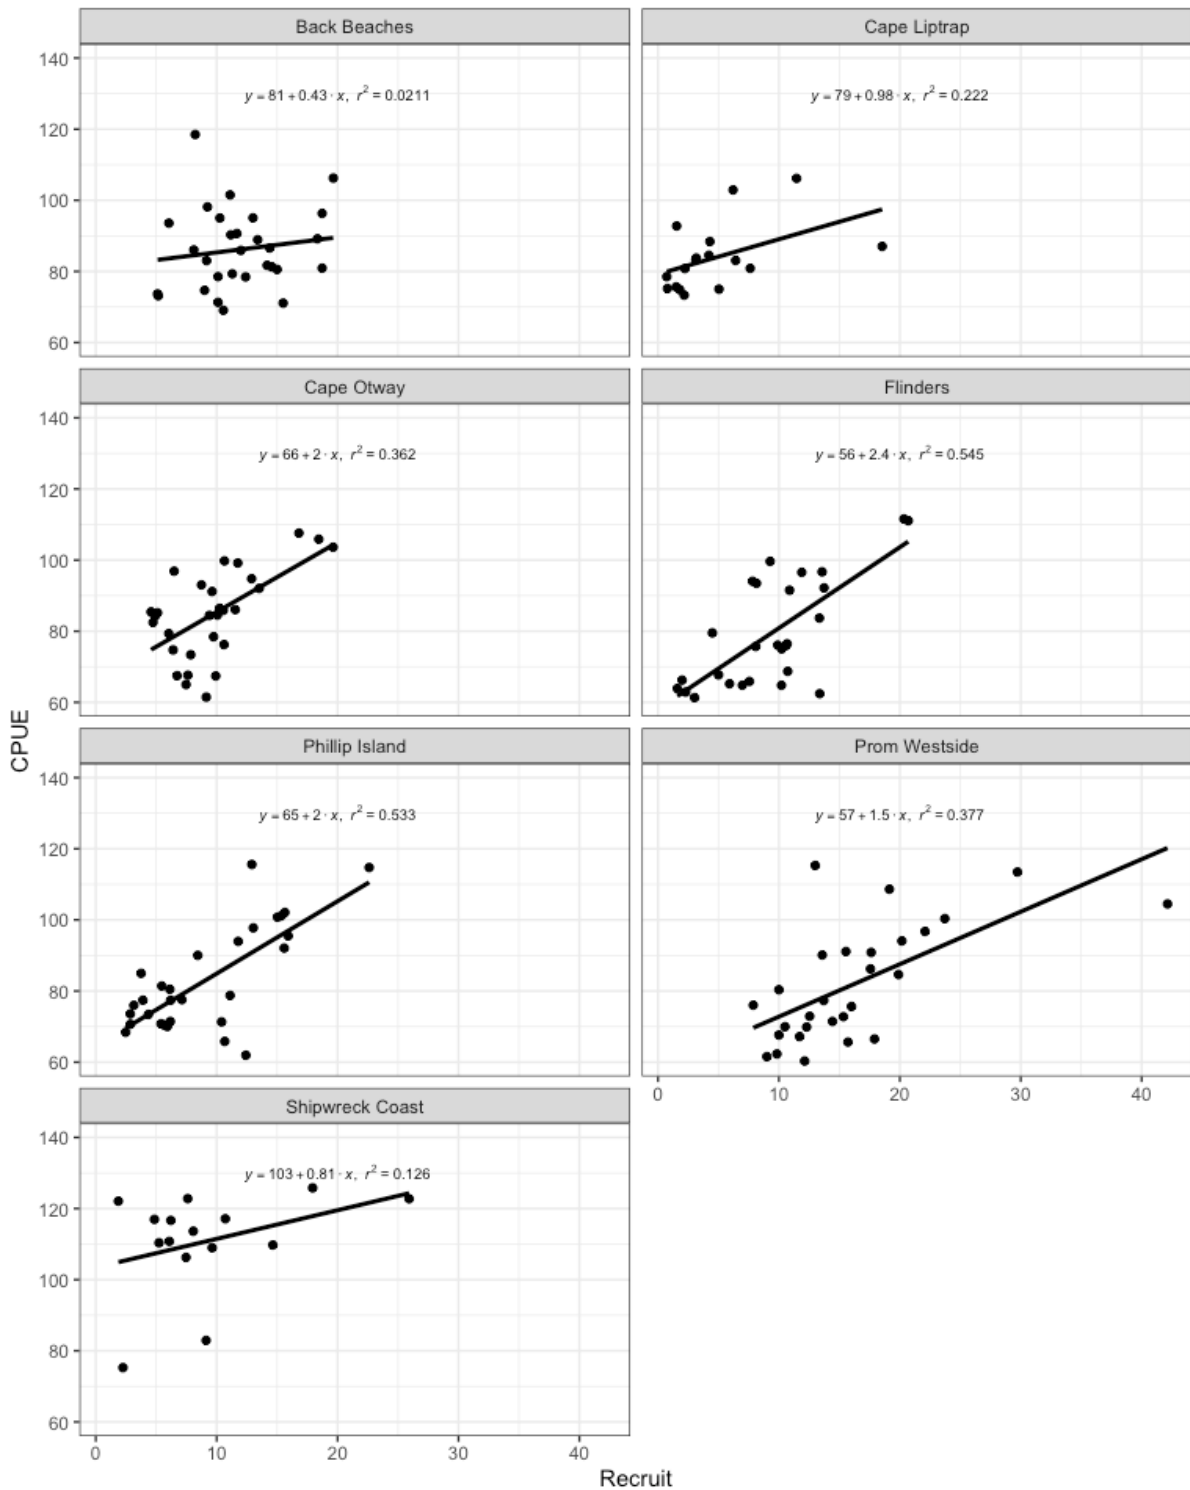 Back Beaches
Cape Liptrap
140
120
100
80
60
y = 81 + 0.43 · x, r² = 0.0211
y = 79 + 0.98 · x, r² = 0.222
Cape Otway
Flinders
140
120
100
80
60
y = 66 + 2 · x, r² = 0.362
y = 56 + 2.4 · x, r² = 0.545
CPUE
Phillip Island
Prom Westside
140
120
100
80
60
y = 65 + 2 · x, r² = 0.533
y = 57 + 1.5 · x, r² = 0.377
0 10 20 30 40
Shipwreck Coast
140
120
100
80
60
y = 103 + 0.81 · x, r² = 0.126
0 10 20 30 40
Recruit